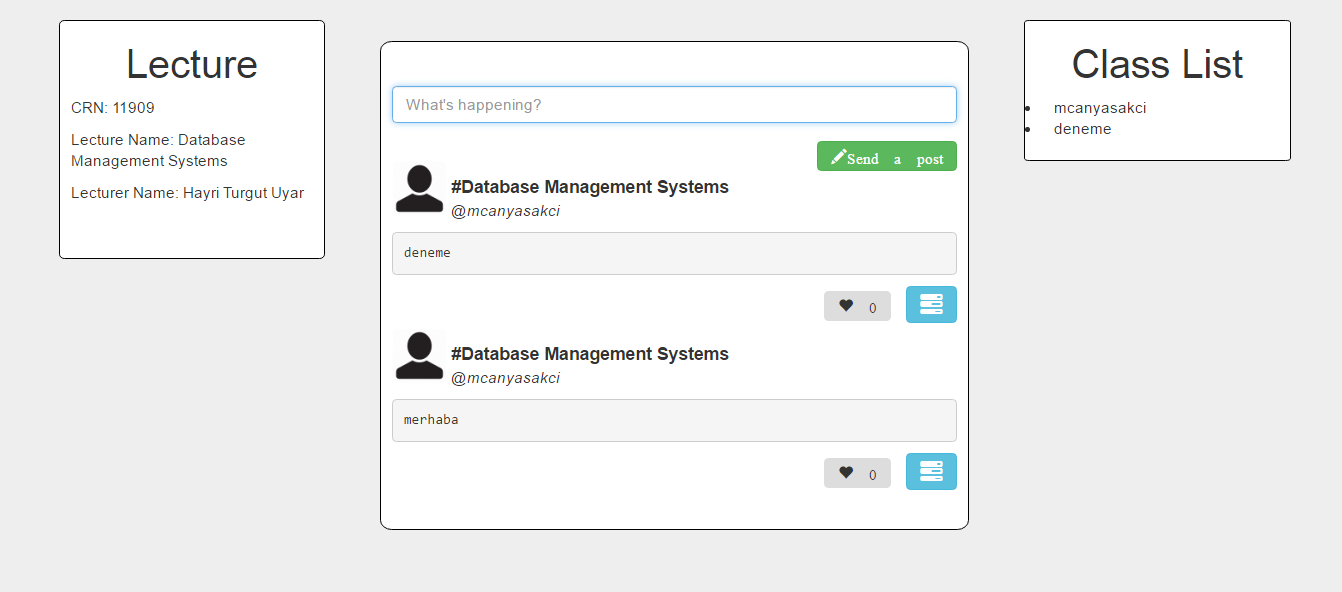 Lecture
CRN: 11909
Lecture Name: Database
Management Systems
Lecturer Name: Hayri Turgut Uyar
What's happening?
Send a post
#Database Management Systems
@mcanyasakci
deneme
0
#Database Management Systems
@mcanyasakci
merhaba
0
Class List
mcanyasakci
deneme